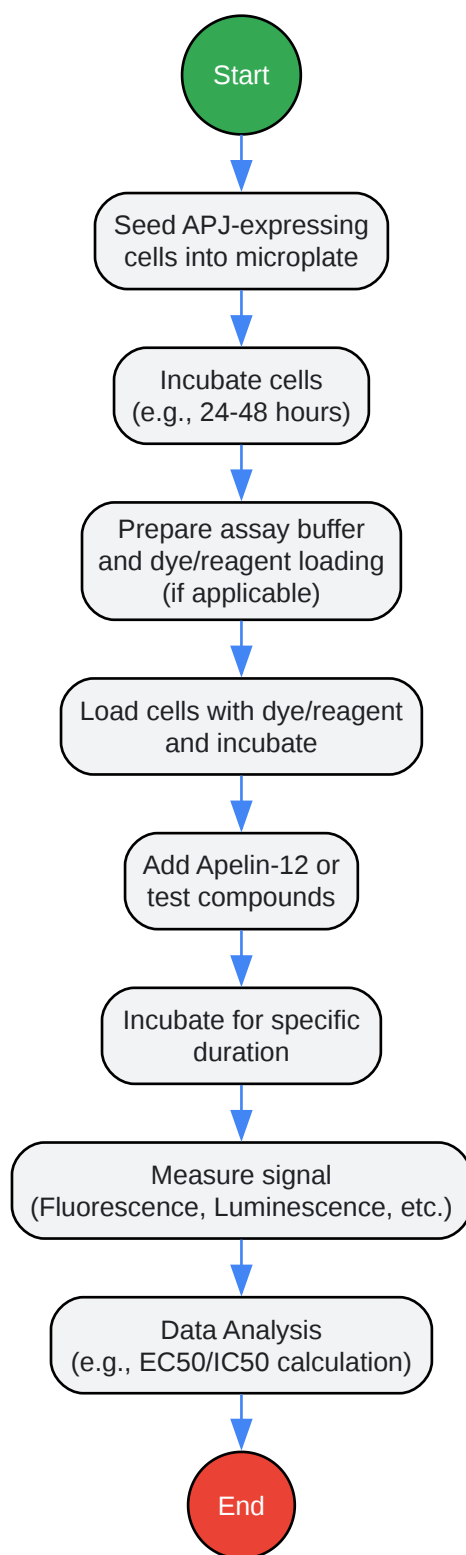 Start
Seed APJ-expressing
cells into microplate
Incubate cells
(e.g., 24-48 hours)
Prepare assay buffer
and dye/reagent loading
(if applicable)
Load cells with dye/reagent
and incubate
Add Apelin-12 or
test compounds
Incubate for specific
duration
Measure signal
(Fluorescence, Luminescence, etc.)
Data Analysis
(e.g., EC50/IC50 calculation)
End